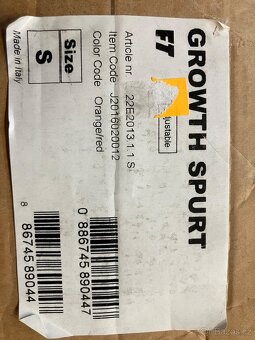 GROWTH SPURT
F7
justable
Article nr. 22E2013.1.1 S
Item Code J2016020012
Color Code Orange/red
Size
S
Made in Italy
0 886745 890447
8 86745 89044